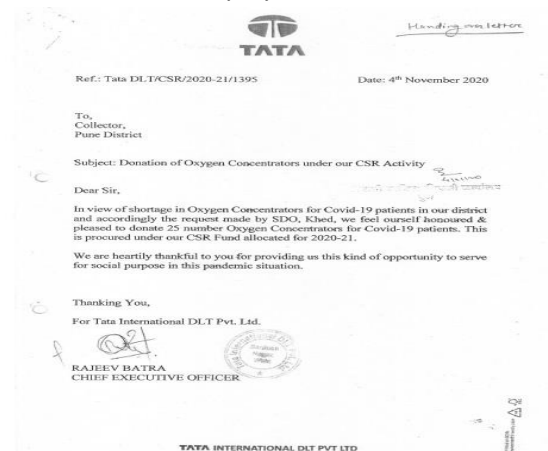 Handing over letter
TATA
Ref.: Tata DLT/CSR/2020-21/1395
Date: 4th November 2020
To,
Collector,
Pune District
Subject: Donation of Oxygen Concentrators under our CSR Activity
Dear Sir,
In view of shortage in Oxygen Concentrators for Covid-19 patients in our district
and accordingly the request made by SDO, Khed, we feel ourself honoured &
pleased to donate 25 number Oxygen Concentrators for Covid-19 patients. This
is procured under our CSR Fund allocated for 2020-21.
We are heartily thankful to you for providing us this kind of opportunity to serve
for social purpose in this pandemic situation.
Thanking You,
For Tata International DLT Pvt. Ltd.
RAJEEV BATRA
CHIEF EXECUTIVE OFFICER
TATA INTERNATIONAL DLT PVT LTD